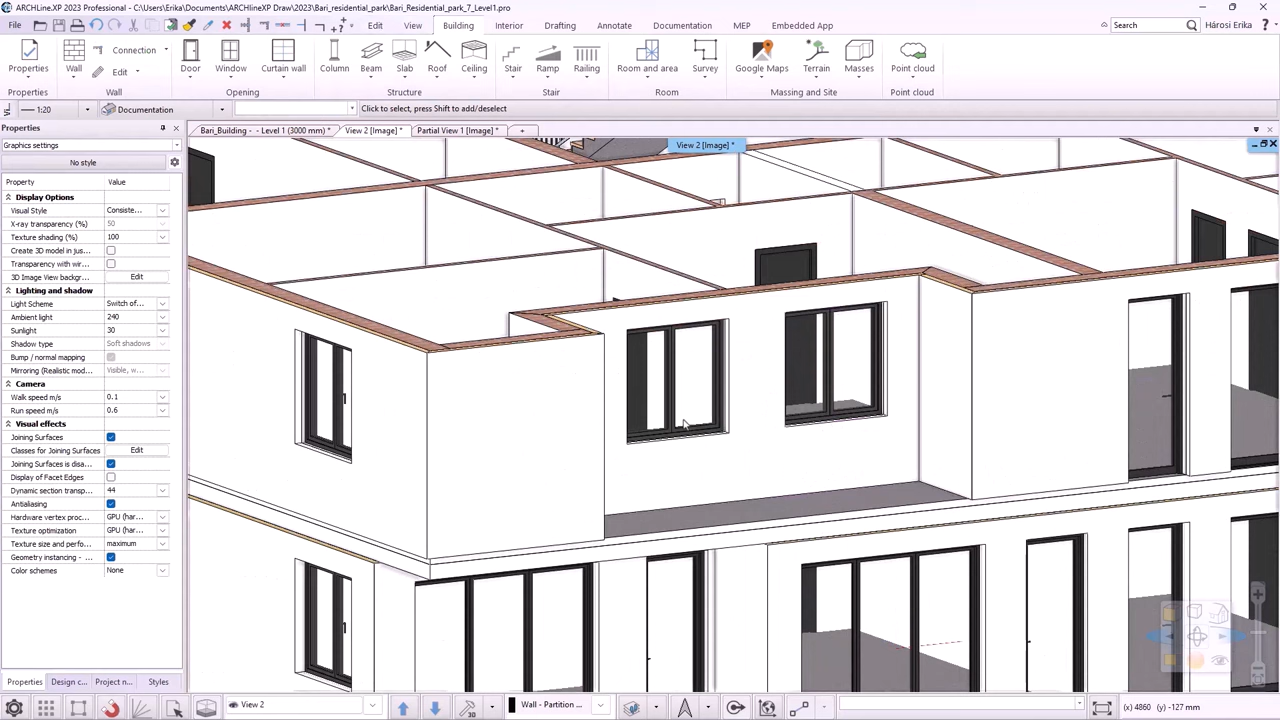 ARCHLine.XP 2023 Professional - C:\Users\Erika\Documents\ARCHlineXP Draw\2023\Bari_residential_park\Bari_Residential_park_7_Level1.pro
Edit View Building Interior Drafting Annotate Documentation MEP Embedded App Search Hárosi Erika
Properties Wall Connection Edit Door Window Curtain wall Column Beam Slab Roof Ceiling Stair Ramp Railing Room and area Survey Google Maps Terrain Masses Point cloud
Properties Wall Opening Structure Stair Room Massing and Site Point cloud
1:20 Documentation Click to select, press Shift to add/deselect
Properties Bari_Building - - Level 1 (3000 mm) * View 2 [Image] * Partial View 1 [Image] * +
Graphics settings View 2 [Image] *
No style
Property Value
Display Options
Visual Style Consiste...
X-ray transparency (%) 50
Texture shading (%) 100
Create 3D model in jus...
Transparency with wir...
3D Image View backgr... Edit
Lighting and shadow
Light Scheme Switch of...
Ambient light 240
Sunlight 30
Shadow type Soft shadows
Bump / normal mapping
Mirroring (Realistic mod... Visible, w...
Camera
Walk speed m/s 0.1
Run speed m/s 0.6
Visual effects
Joining Surfaces
Classes for Joining Surfaces Edit
Joining Surfaces is disa...
Display of Facet Edges
Dynamic section transp... 44
Antialiasing
Hardware vertex proc... GPU (har...
Texture optimization GPU (har...
Texture size and perfo... maximum
Geometry instancing - ...
Color schemes None
Properties Design c... Project n... Styles
View 2 Wall - Partition ... (x) 4860 (y) -127 mm